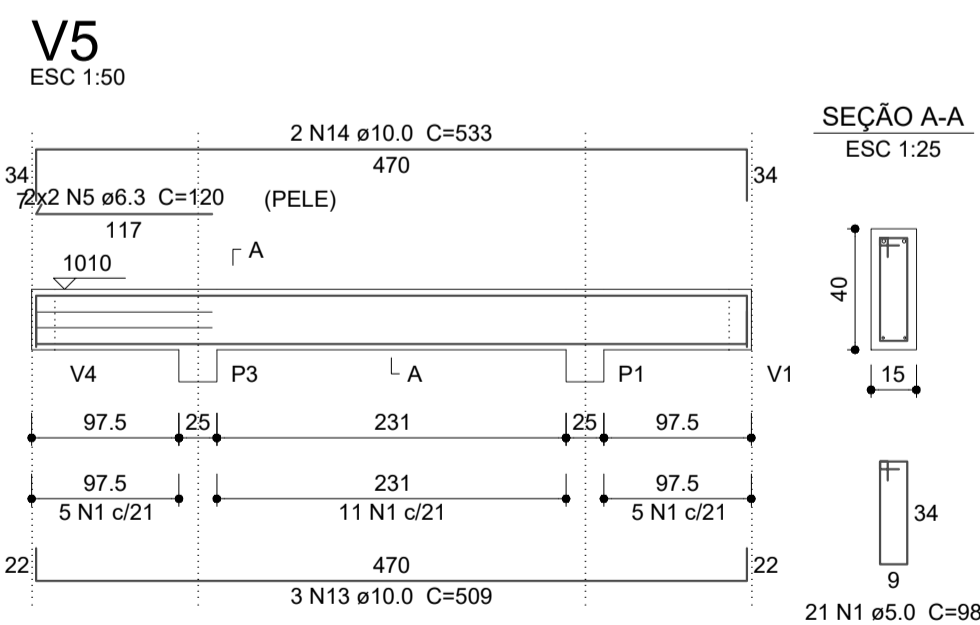 V5
ESC 1:50
SEÇÃO A-A
ESC 1:25
2 N14 ø10.0 C=533
470
34
34
7
2x2 N5 ø6.3 C=120 (PELE)
117
A
1010
40
V4
P3
A
P1
V1
15
97.5
25
231
25
97.5
97.5
231
97.5
5 N1 c/21
11 N1 c/21
5 N1 c/21
34
22
470
22
9
3 N13 ø10.0 C=509
21 N1 ø5.0 C=98